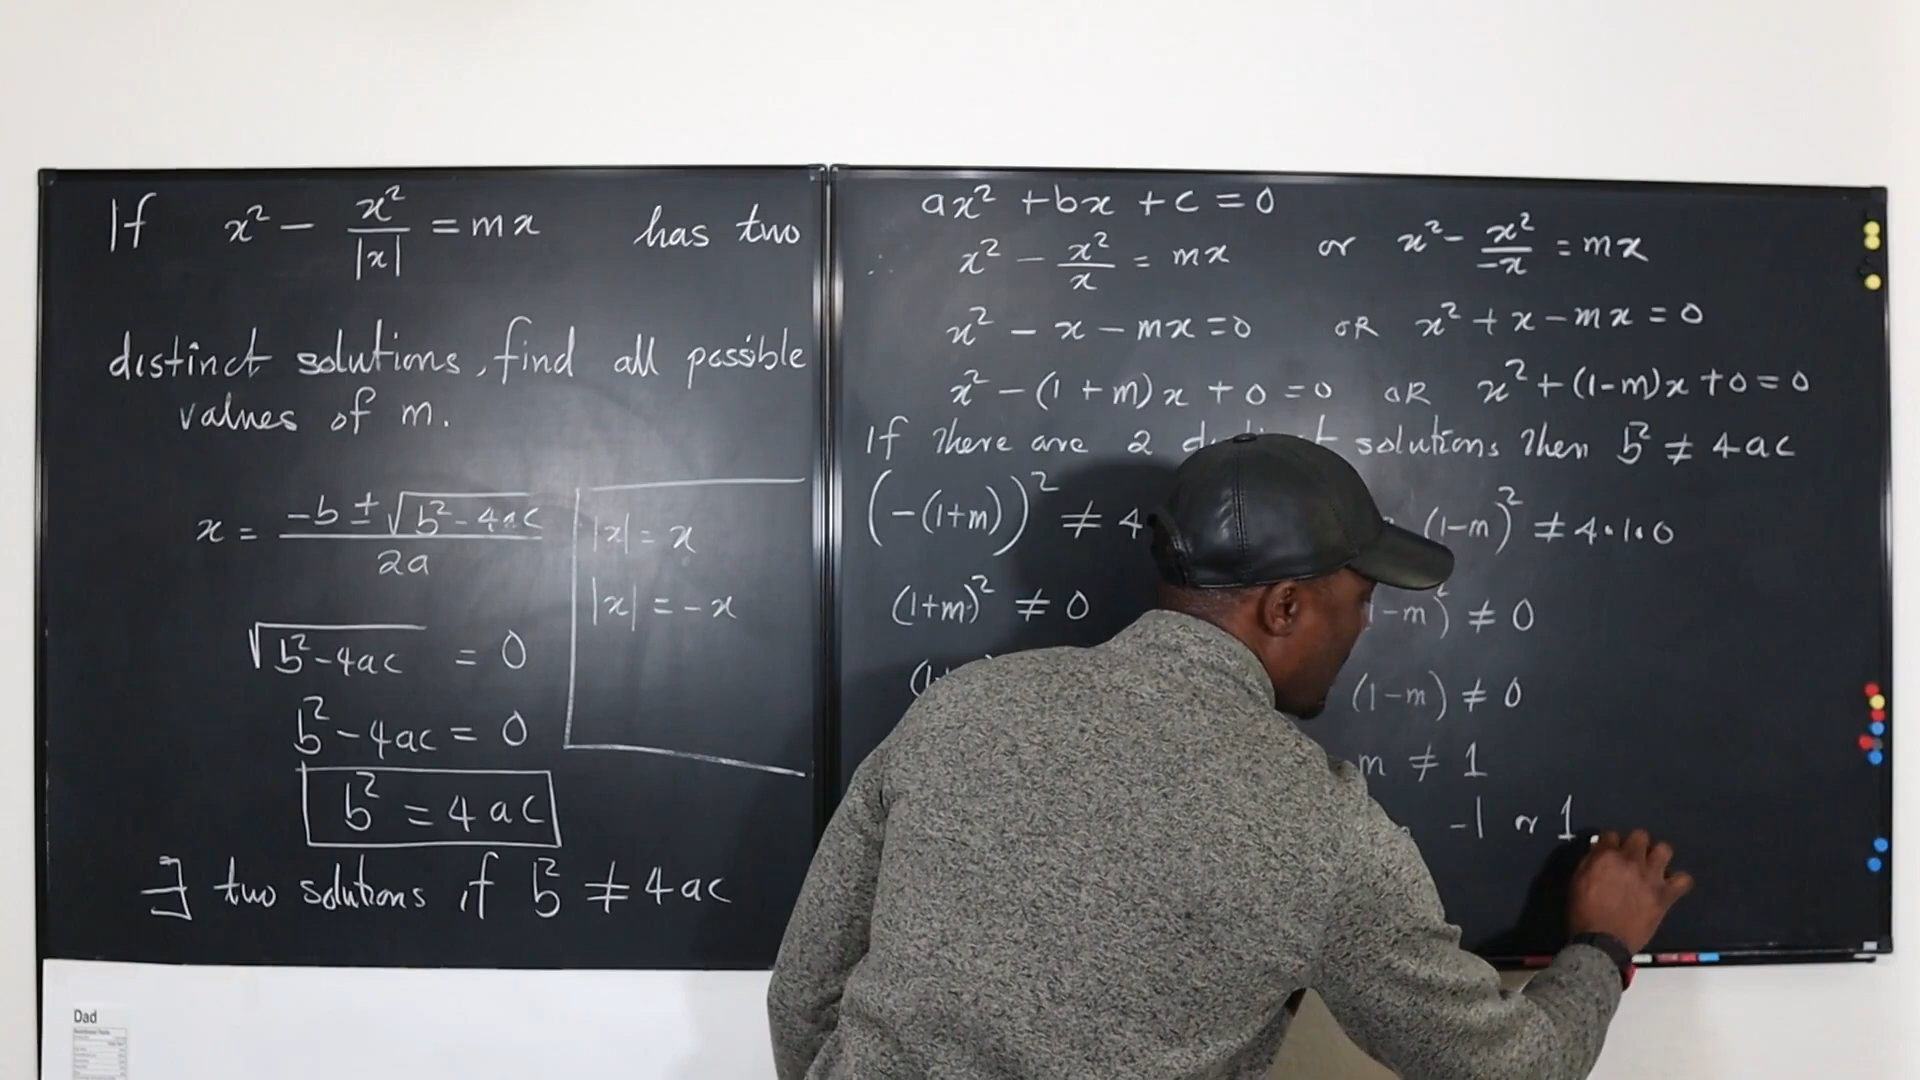 If x² − x²/|x| = mx has two
distinct solutions, find all possible
values of m.
x = (−b ± √(b² − 4ac))/2a
|x| = x
|x| = −x
√(b² − 4ac) = 0
b² − 4ac = 0
b² = 4ac
∃ two solutions if b² ≠ 4ac
Dad
ax² + bx + c = 0
x² − x²/x = mx or x² − x²/−x = mx
x² − x − mx = 0 OR x² + x − mx = 0
x² − (1 + m)x + 0 = 0 OR x² + (1−m)x + 0 = 0
If there are 2 solutions then b² ≠ 4ac
(−(1+m))² ≠ 4 (1−m)² ≠ 4·1·0
(1+m)² ≠ 0 1−m)² ≠ 0
(1−m) ≠ 0
m ≠ 1
−1 or 1.